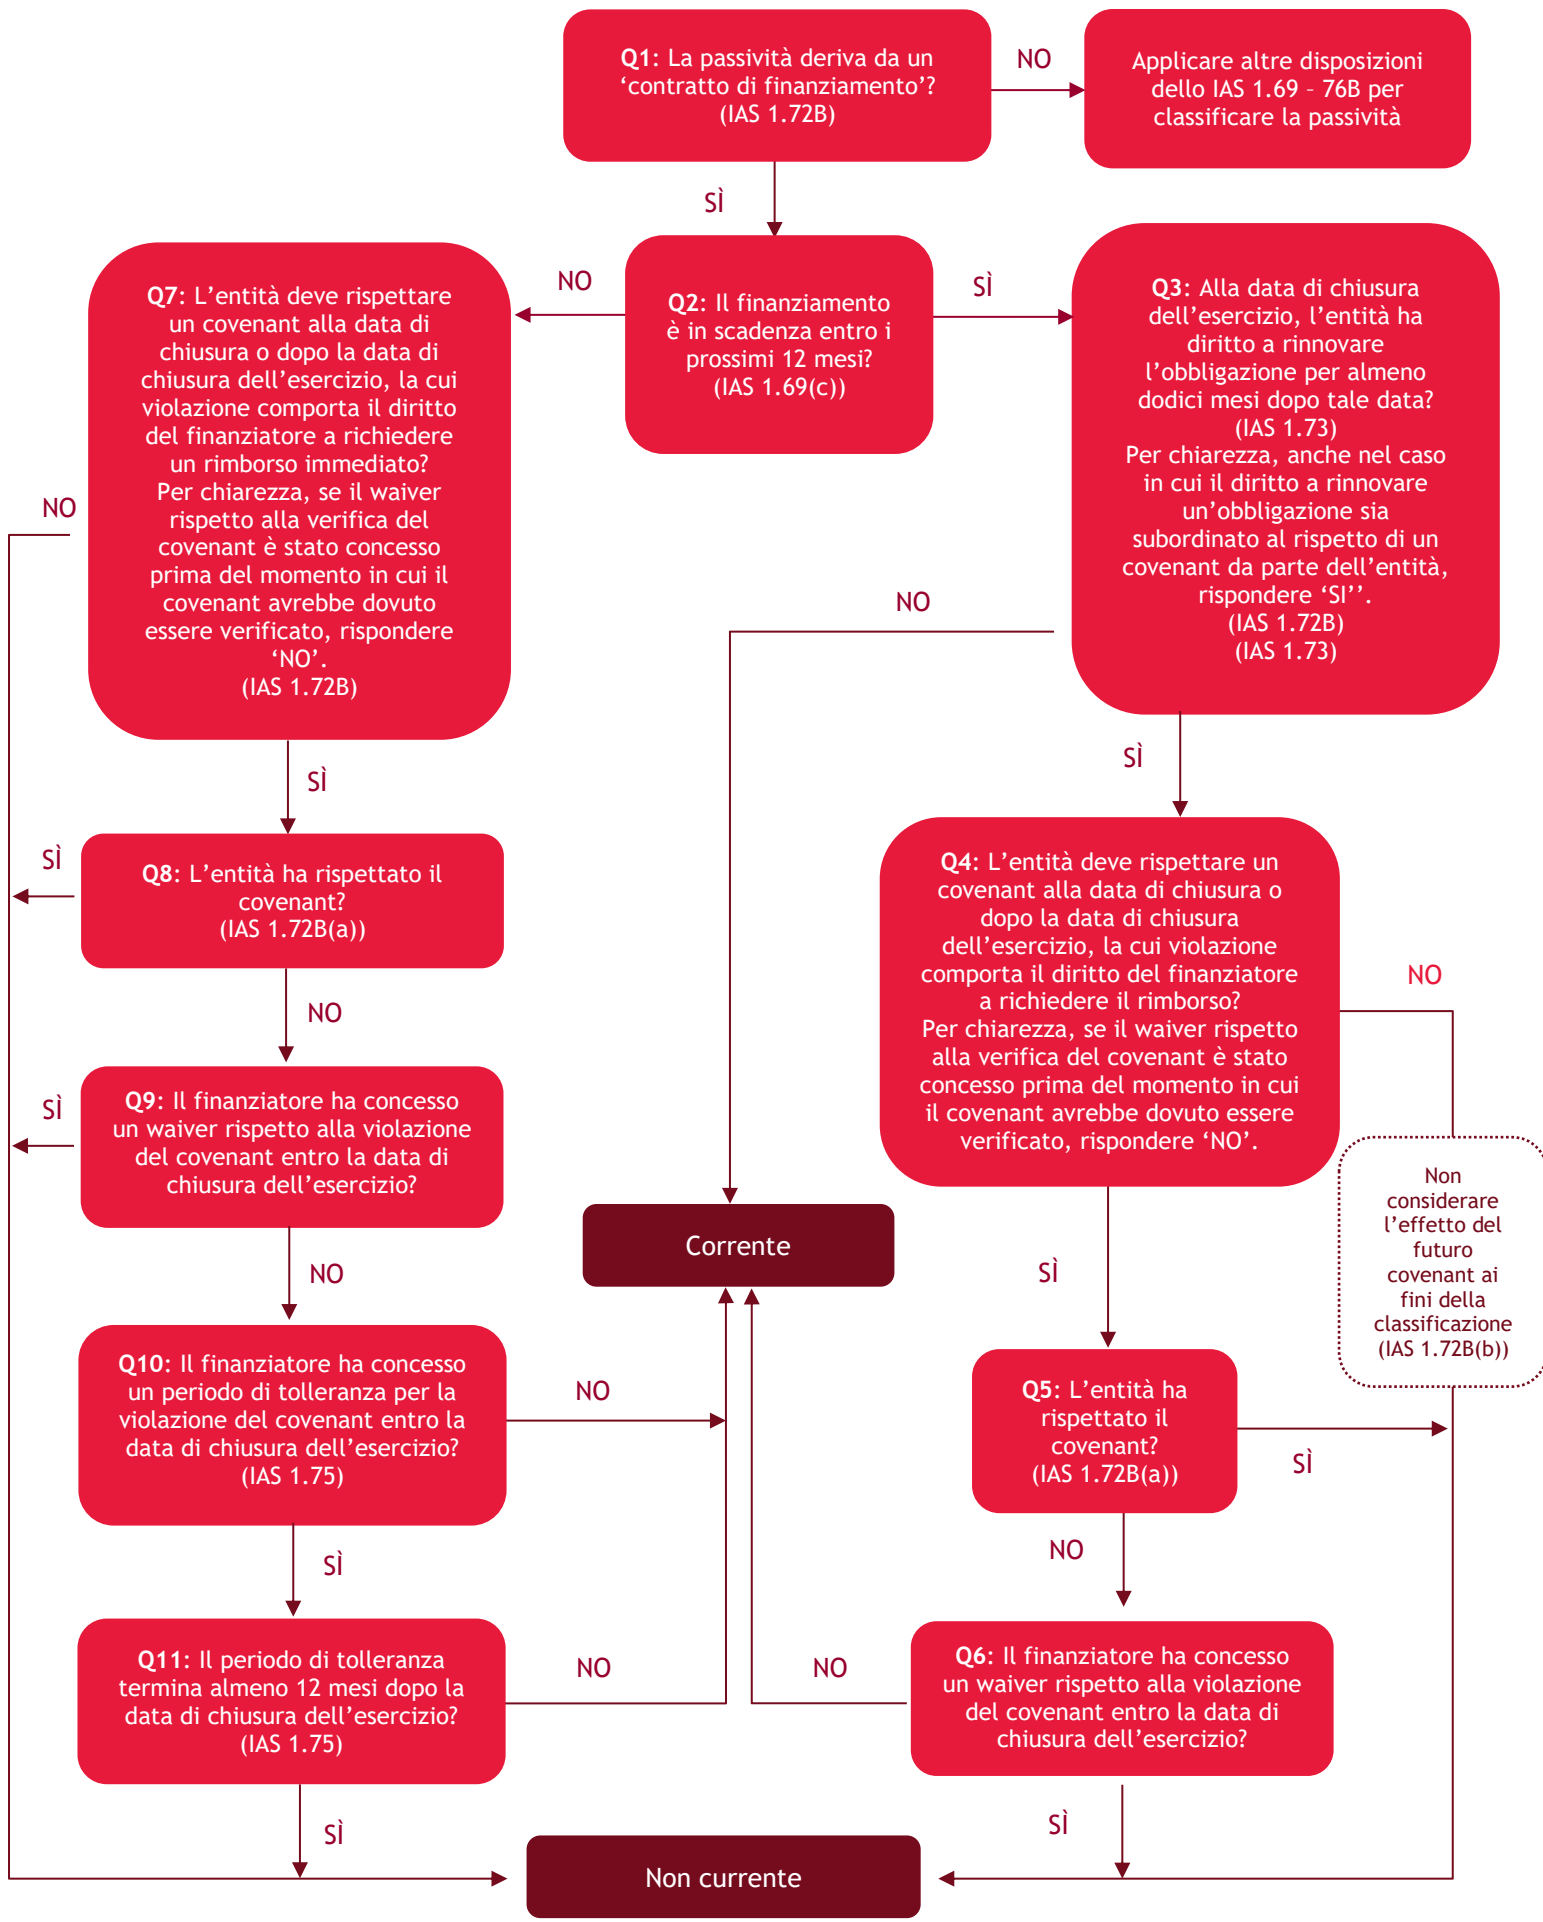 Q1: La passività deriva da un
‘contratto di finanziamento’?
(IAS 1.72B)
NO
Applicare altre disposizioni
dello IAS 1.69 – 76B per
classificare la passività
SÌ
Q2: Il finanziamento
è in scadenza entro i
prossimi 12 mesi?
(IAS 1.69(c))
NO
SÌ
Q3: Alla data di chiusura
dell’esercizio, l’entità ha
diritto a rinnovare
l’obbligazione per almeno
dodici mesi dopo tale data?
(IAS 1.73)
Per chiarezza, anche nel caso
in cui il diritto a rinnovare
un’obbligazione sia
subordinato al rispetto di un
covenant da parte dell’entità,
rispondere ‘SI’’.
(IAS 1.72B)
(IAS 1.73)
NO
SÌ
Q7: L’entità deve rispettare
un covenant alla data di
chiusura o dopo la data di
chiusura dell’esercizio, la cui
violazione comporta il diritto
del finanziatore a richiedere
un rimborso immediato?
Per chiarezza, se il waiver
rispetto alla verifica del
covenant è stato concesso
prima del momento in cui il
covenant avrebbe dovuto
essere verificato, rispondere
‘NO’.
(IAS 1.72B)
NO
SÌ
Q8: L’entità ha rispettato il
covenant?
(IAS 1.72B(a))
SÌ
NO
Q9: Il finanziatore ha concesso
un waiver rispetto alla violazione
del covenant entro la data di
chiusura dell’esercizio?
SÌ
NO
Q10: Il finanziatore ha concesso
un periodo di tolleranza per la
violazione del covenant entro la
data di chiusura dell’esercizio?
(IAS 1.75)
NO
SÌ
Q11: Il periodo di tolleranza
termina almeno 12 mesi dopo la
data di chiusura dell’esercizio?
(IAS 1.75)
NO
SÌ
Q4: L’entità deve rispettare un
covenant alla data di chiusura o
dopo la data di chiusura
dell’esercizio, la cui violazione
comporta il diritto del finanziatore
a richiedere il rimborso?
Per chiarezza, se il waiver rispetto
alla verifica del covenant è stato
concesso prima del momento in cui
il covenant avrebbe dovuto essere
verificato, rispondere ‘NO’.
NO
SÌ
Non
considerare
l’effetto del
futuro
covenant ai
fini della
classificazione
(IAS 1.72B(b))
Corrente
Q5: L’entità ha
rispettato il
covenant?
(IAS 1.72B(a))
SÌ
NO
Q6: Il finanziatore ha concesso
un waiver rispetto alla violazione
del covenant entro la data di
chiusura dell’esercizio?
NO
SÌ
Non currente